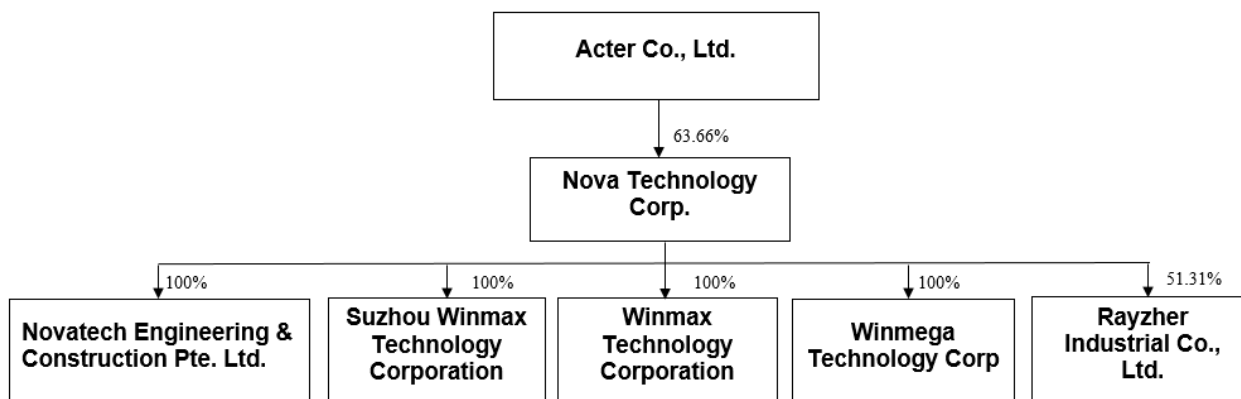 Acter Co., Ltd.
63.66%
Nova Technology
Corp.
100%
100%
100%
100%
51.31%
Novatech Engineering &
Construction Pte. Ltd.
Suzhou Winmax
Technology
Corporation
Winmax
Technology
Corporation
Winmega
Technology Corp
Rayzher
Industrial Co.,
Ltd.